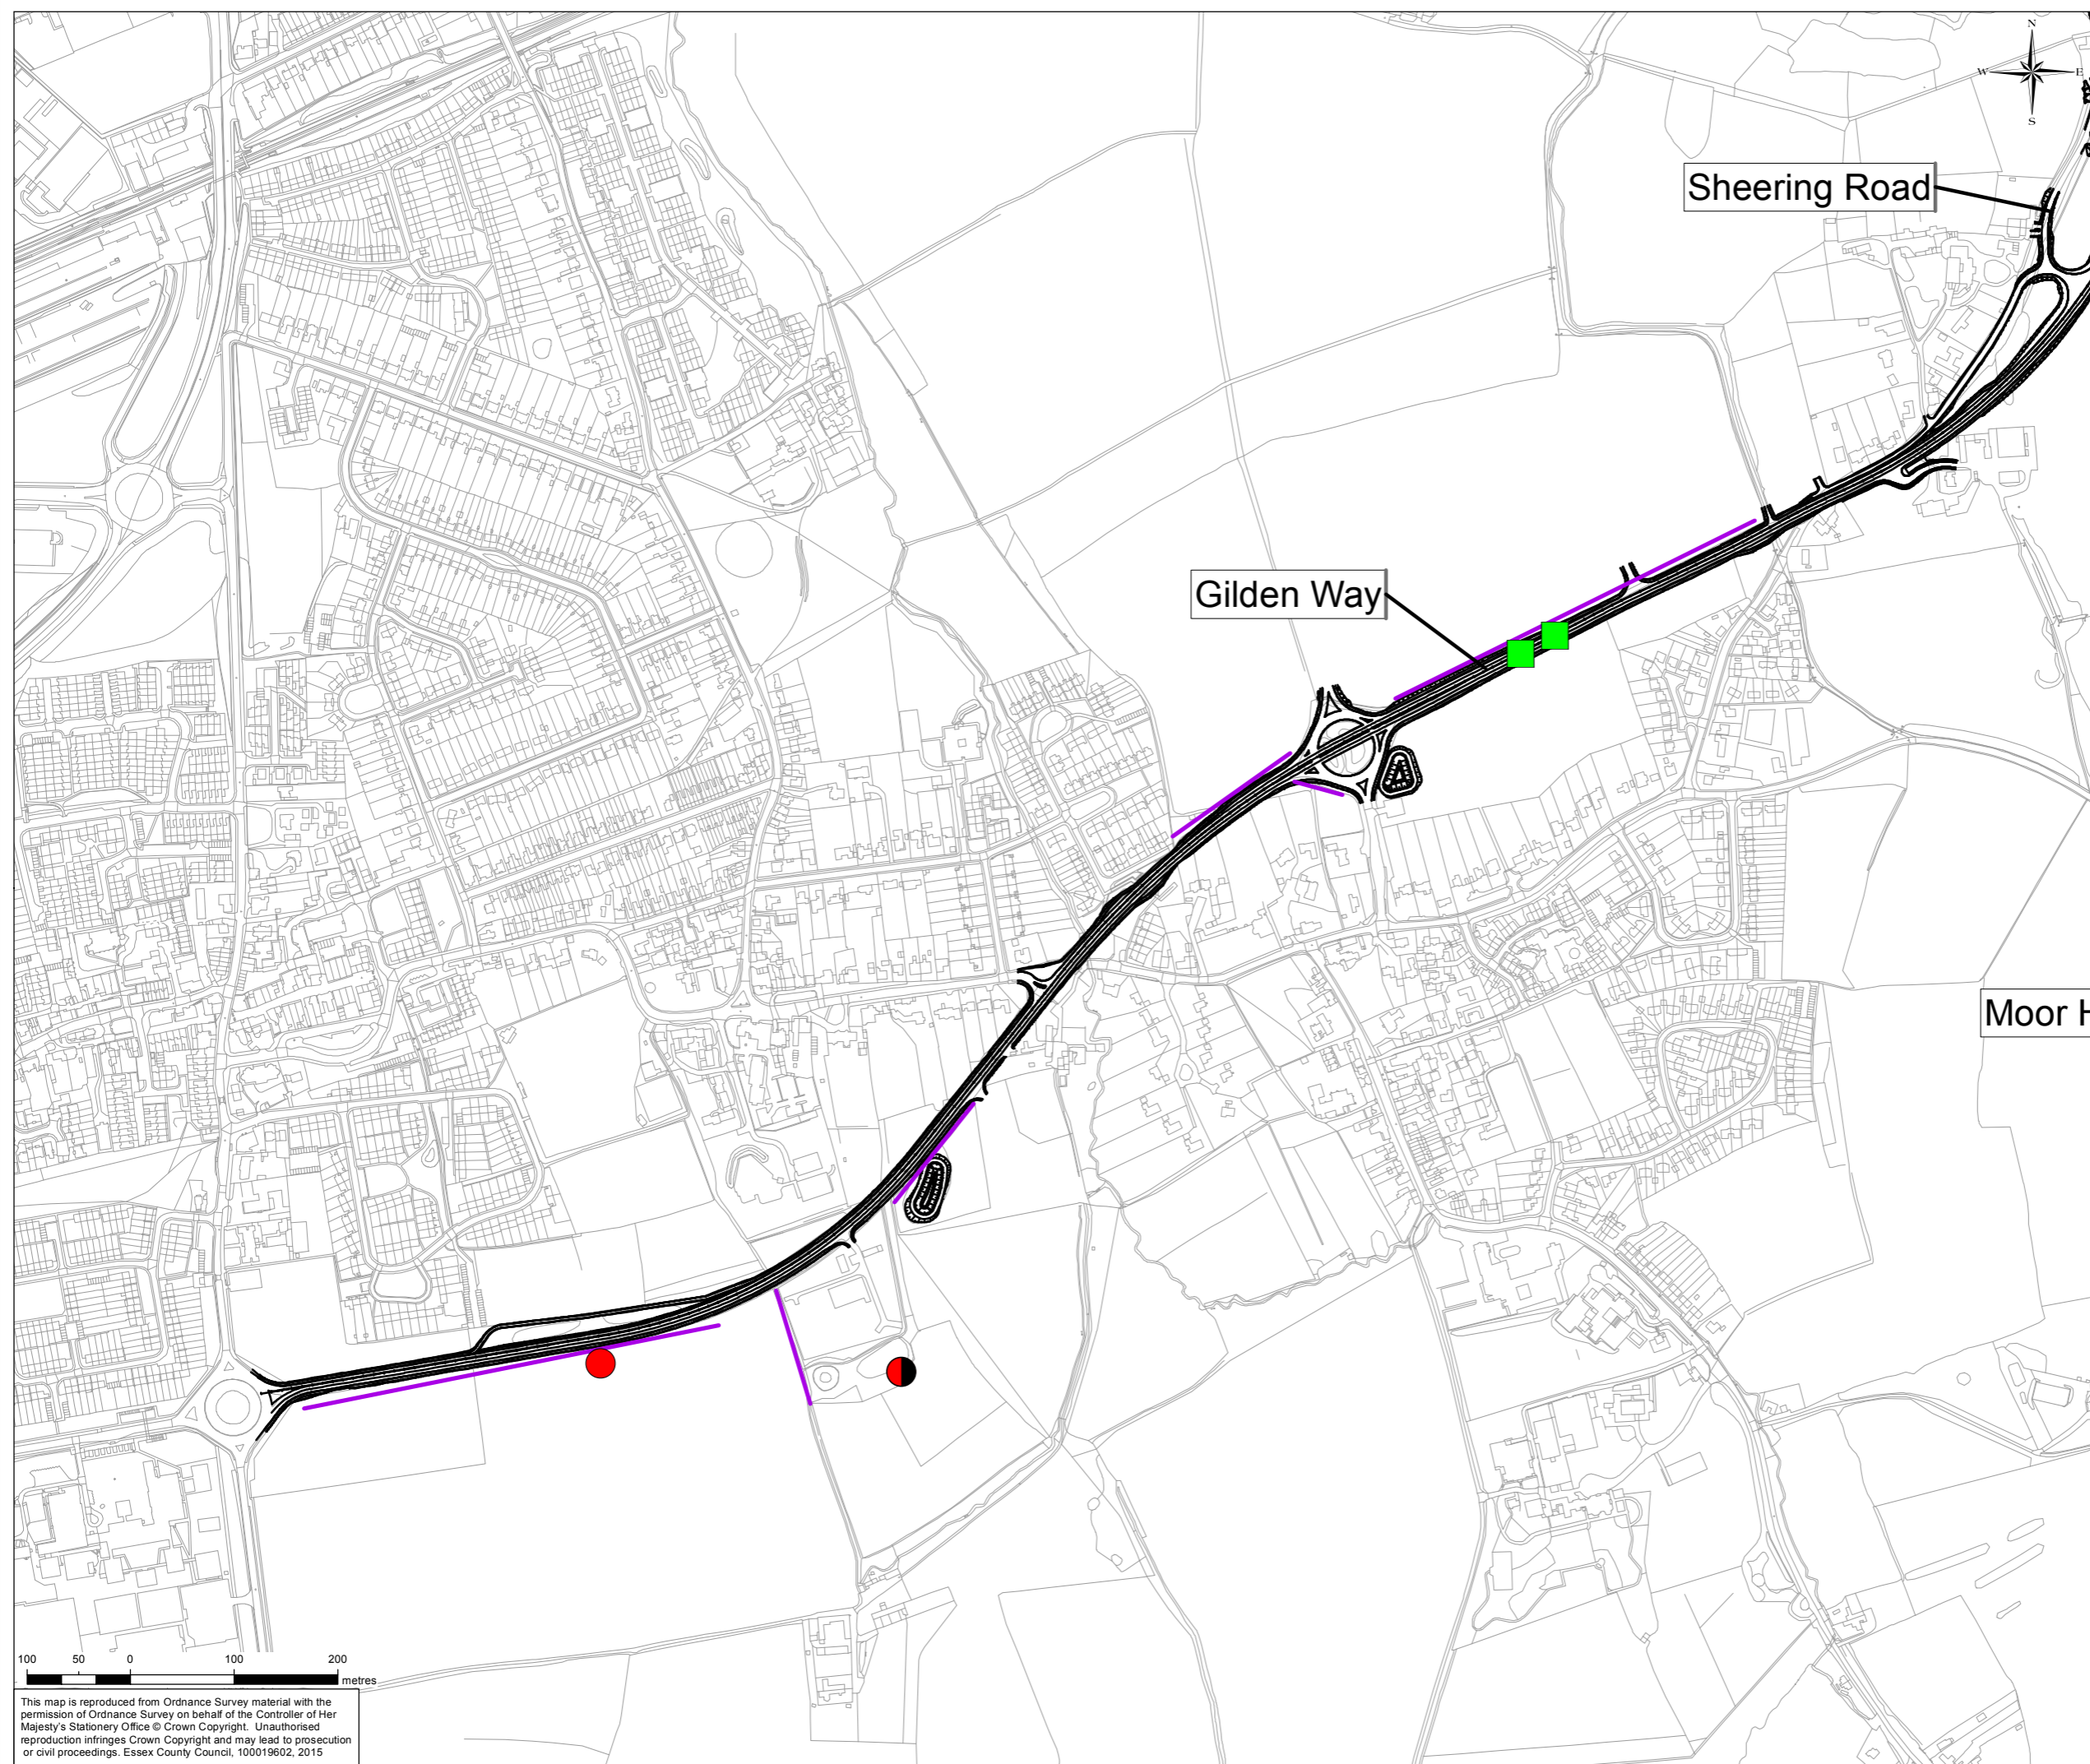 N
W E
S
Sheering Road
Gilden Way
Moor H
100 50 0 100 200
metres
This map is reproduced from Ordnance Survey material with the
permission of Ordnance Survey on behalf of the Controller of Her
Majesty's Stationery Office © Crown Copyright. Unauthorised
reproduction infringes Crown Copyright and may lead to prosecution
or civil proceedings. Essex County Council, 100019602, 2015